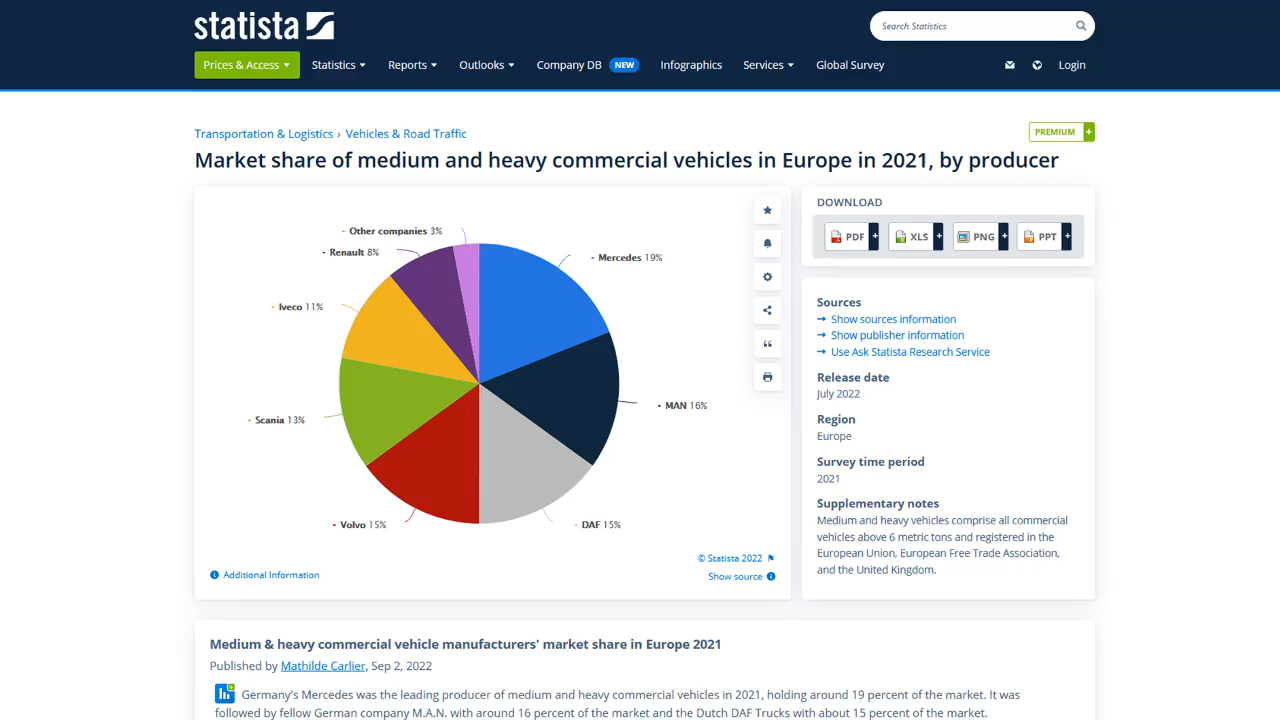 statista
Search Statistics
Prices & Access
Statistics
Reports
Outlooks
Company DB NEW
Infographics
Services
Global Survey
Login
Transportation & Logistics › Vehicles & Road Traffic
PREMIUM +
Market share of medium and heavy commercial vehicles in Europe in 2021, by producer
Other companies 3%
Renault 8%
Mercedes 19%
Iveco 11%
MAN 16%
Scania 13%
Volvo 15%
DAF 15%
© Statista 2022
Additional Information
Show source
DOWNLOAD
PDF +
XLS +
PNG +
PPT +
Sources
→ Show sources information
→ Show publisher information
→ Use Ask Statista Research Service
Release date
July 2022
Region
Europe
Survey time period
2021
Supplementary notes
Medium and heavy vehicles comprise all commercial
vehicles above 6 metric tons and registered in the
European Union, European Free Trade Association,
and the United Kingdom.
Medium & heavy commercial vehicle manufacturers' market share in Europe 2021
Published by Mathilde Carlier, Sep 2, 2022
Germany's Mercedes was the leading producer of medium and heavy commercial vehicles in 2021, holding around 19 percent of the market. It was
followed by fellow German company M.A.N. with around 16 percent of the market and the Dutch DAF Trucks with about 15 percent of the market.